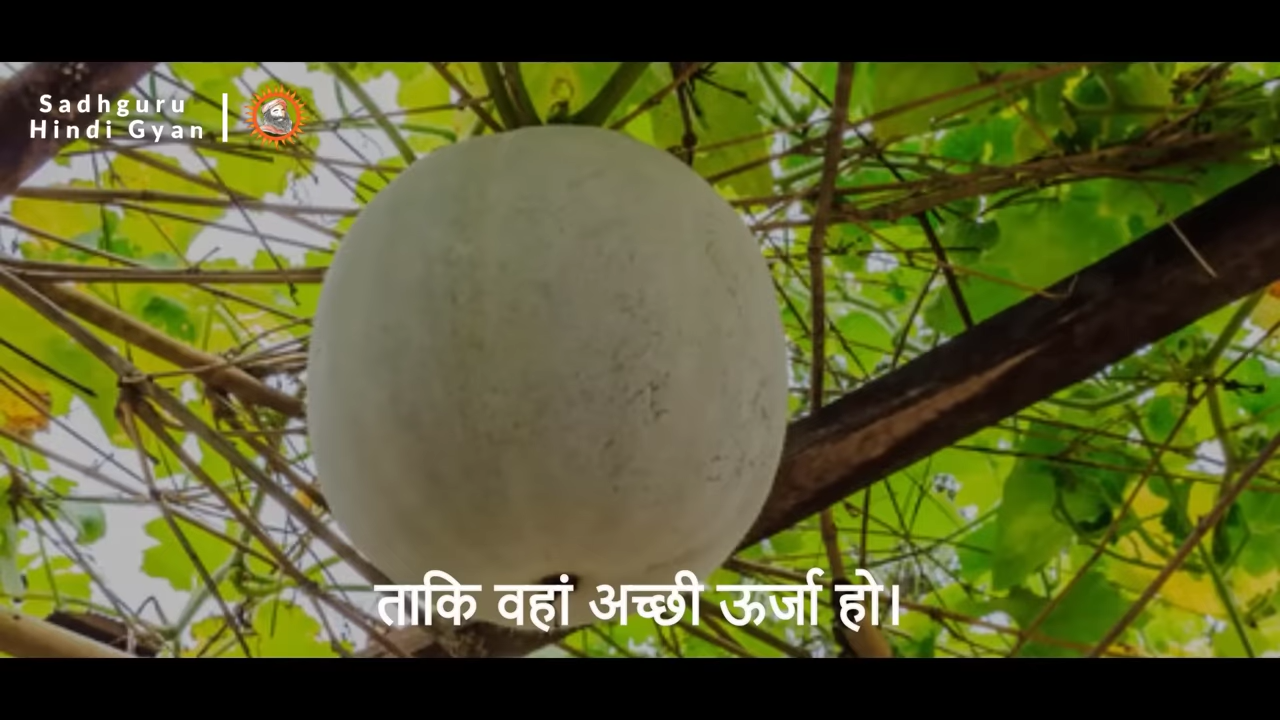 Sadhguru
Hindi Gyan
ताकि वहां अच्छी ऊर्जा हो।